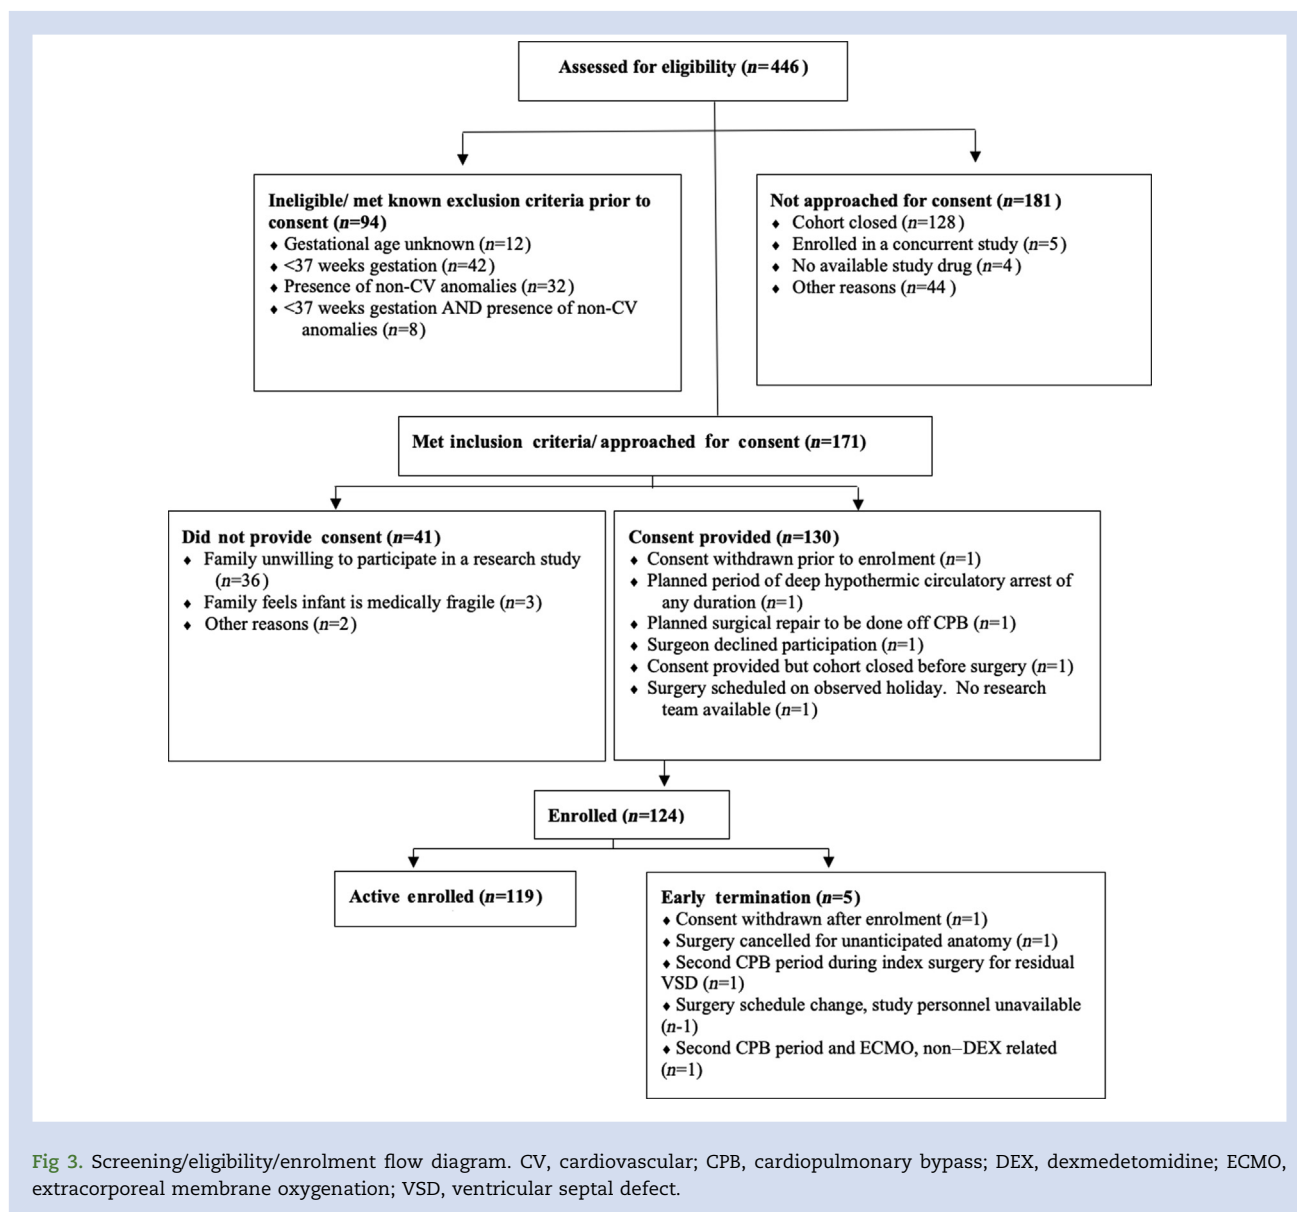 Assessed for eligibility (n=446)
Ineligible/ met known exclusion criteria prior to
consent (n=94)
♦ Gestational age unknown (n=12)
♦ <37 weeks gestation (n=42)
♦ Presence of non-CV anomalies (n=32)
♦ <37 weeks gestation AND presence of non-CV
anomalies (n=8)
Not approached for consent (n=181)
♦ Cohort closed (n=128)
♦ Enrolled in a concurrent study (n=5)
♦ No available study drug (n=4)
♦ Other reasons (n=44 )
Met inclusion criteria/ approached for consent (n=171)
Did not provide consent (n=41)
♦ Family unwilling to participate in a research study
(n=36)
♦ Family feels infant is medically fragile (n=3)
♦ Other reasons (n=2)
Consent provided (n=130)
♦ Consent withdrawn prior to enrolment (n=1)
♦ Planned period of deep hypothermic circulatory arrest of
any duration (n=1)
♦ Planned surgical repair to be done off CPB (n=1)
♦ Surgeon declined participation (n=1)
♦ Consent provided but cohort closed before surgery (n=1)
♦ Surgery scheduled on observed holiday. No research
team available (n=1)
Enrolled (n=124)
Active enrolled (n=119)
Early termination (n=5)
♦ Consent withdrawn after enrolment (n=1)
♦ Surgery cancelled for unanticipated anatomy (n=1)
♦ Second CPB period during index surgery for residual
VSD (n=1)
♦ Surgery schedule change, study personnel unavailable
(n-1)
♦ Second CPB period and ECMO, non–DEX related
(n=1)
Fig 3. Screening/eligibility/enrolment flow diagram. CV, cardiovascular; CPB, cardiopulmonary bypass; DEX, dexmedetomidine; ECMO,
extracorporeal membrane oxygenation; VSD, ventricular septal defect.